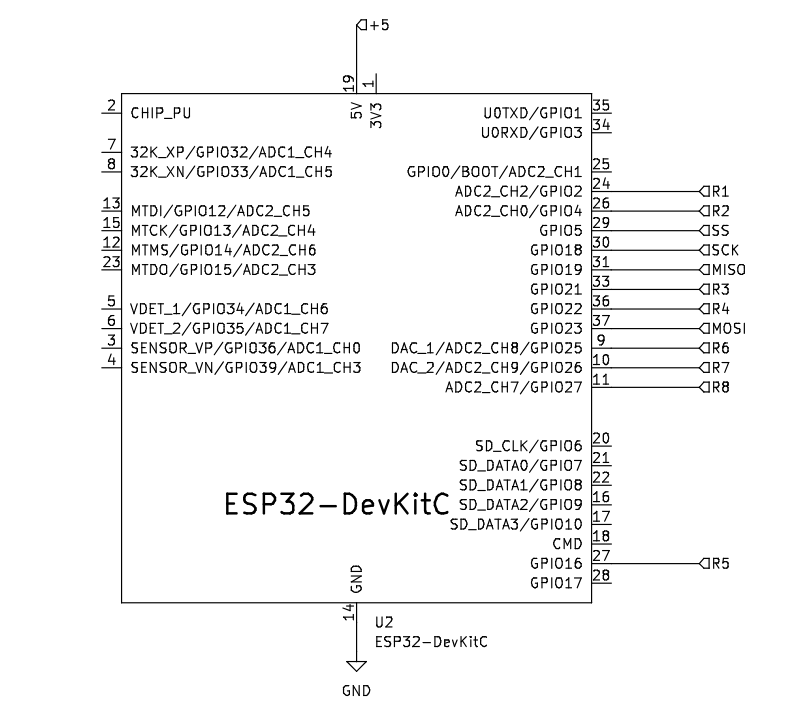 +5
19
1
5V
3V3
2 CHIP_PU
U0TXD/GPIO1 35
U0RXD/GPIO3 34
7 32K_XP/GPIO32/ADC1_CH4
8 32K_XN/GPIO33/ADC1_CH5
GPIO0/BOOT/ADC2_CH1 25
ADC2_CH2/GPIO2 24 R1
13 MTDI/GPIO12/ADC2_CH5
ADC2_CH0/GPIO4 26 R2
15 MTCK/GPIO13/ADC2_CH4
GPIO5 29 SS
12 MTMS/GPIO14/ADC2_CH6
GPIO18 30 SCK
23 MTDO/GPIO15/ADC2_CH3
GPIO19 31 MISO
GPIO21 33 R3
5 VDET_1/GPIO34/ADC1_CH6
GPIO22 36 R4
6 VDET_2/GPIO35/ADC1_CH7
GPIO23 37 MOSI
3 SENSOR_VP/GPIO36/ADC1_CH0
DAC_1/ADC2_CH8/GPIO25 9 R6
4 SENSOR_VN/GPIO39/ADC1_CH3
DAC_2/ADC2_CH9/GPIO26 10 R7
ADC2_CH7/GPIO27 11 R8
SD_CLK/GPIO6 20
SD_DATA0/GPIO7 21
SD_DATA1/GPIO8 22
ESP32-DevKitC
SD_DATA2/GPIO9 16
SD_DATA3/GPIO10 17
CMD 18
GPIO16 27 R5
GPIO17 28
GND
14
U2
ESP32-DevKitC
GND